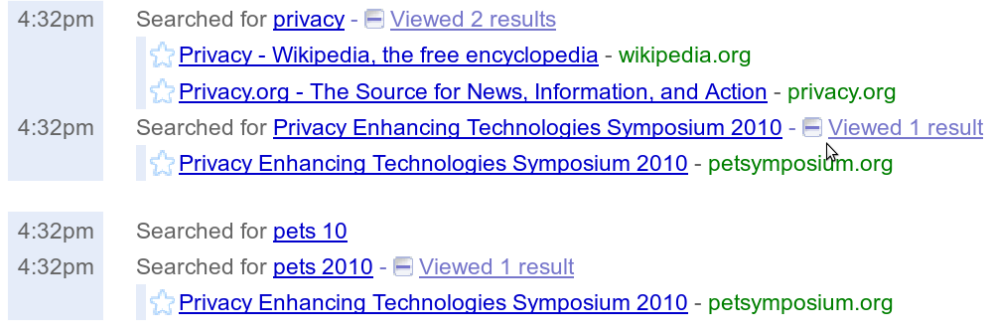 4:32pm Searched for privacy - Viewed 2 results
Privacy - Wikipedia, the free encyclopedia - wikipedia.org
Privacy.org - The Source for News, Information, and Action - privacy.org
4:32pm Searched for Privacy Enhancing Technologies Symposium 2010 - Viewed 1 result
Privacy Enhancing Technologies Symposium 2010 - petsymposium.org
4:32pm Searched for pets 10
4:32pm Searched for pets 2010 - Viewed 1 result
Privacy Enhancing Technologies Symposium 2010 - petsymposium.org